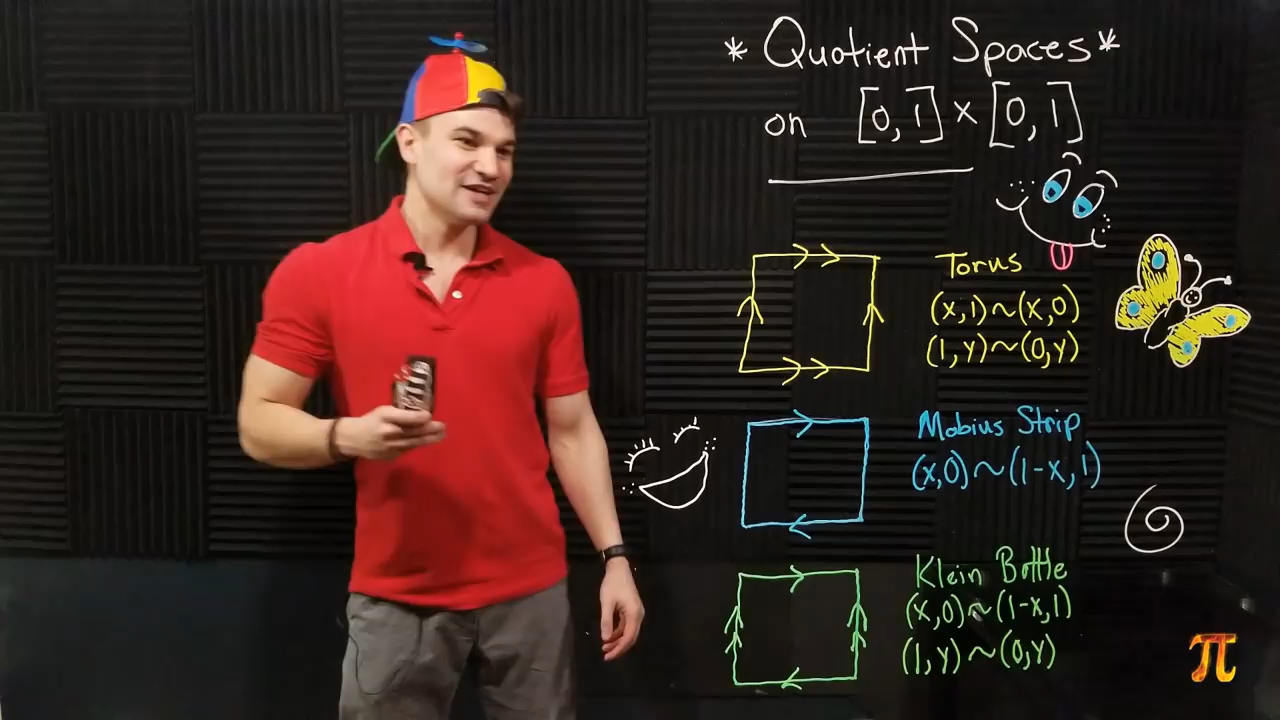 * Quotient Spaces *
on [0,1] × [0,1]
Torus
(x,1)~(x,0)
(1,y)~(0,y)
Mobius Strip
(x,0)~(1-x,1)
Klein Bottle
(x,0)~(1-x,1)
(1,y)~(0,y)
π